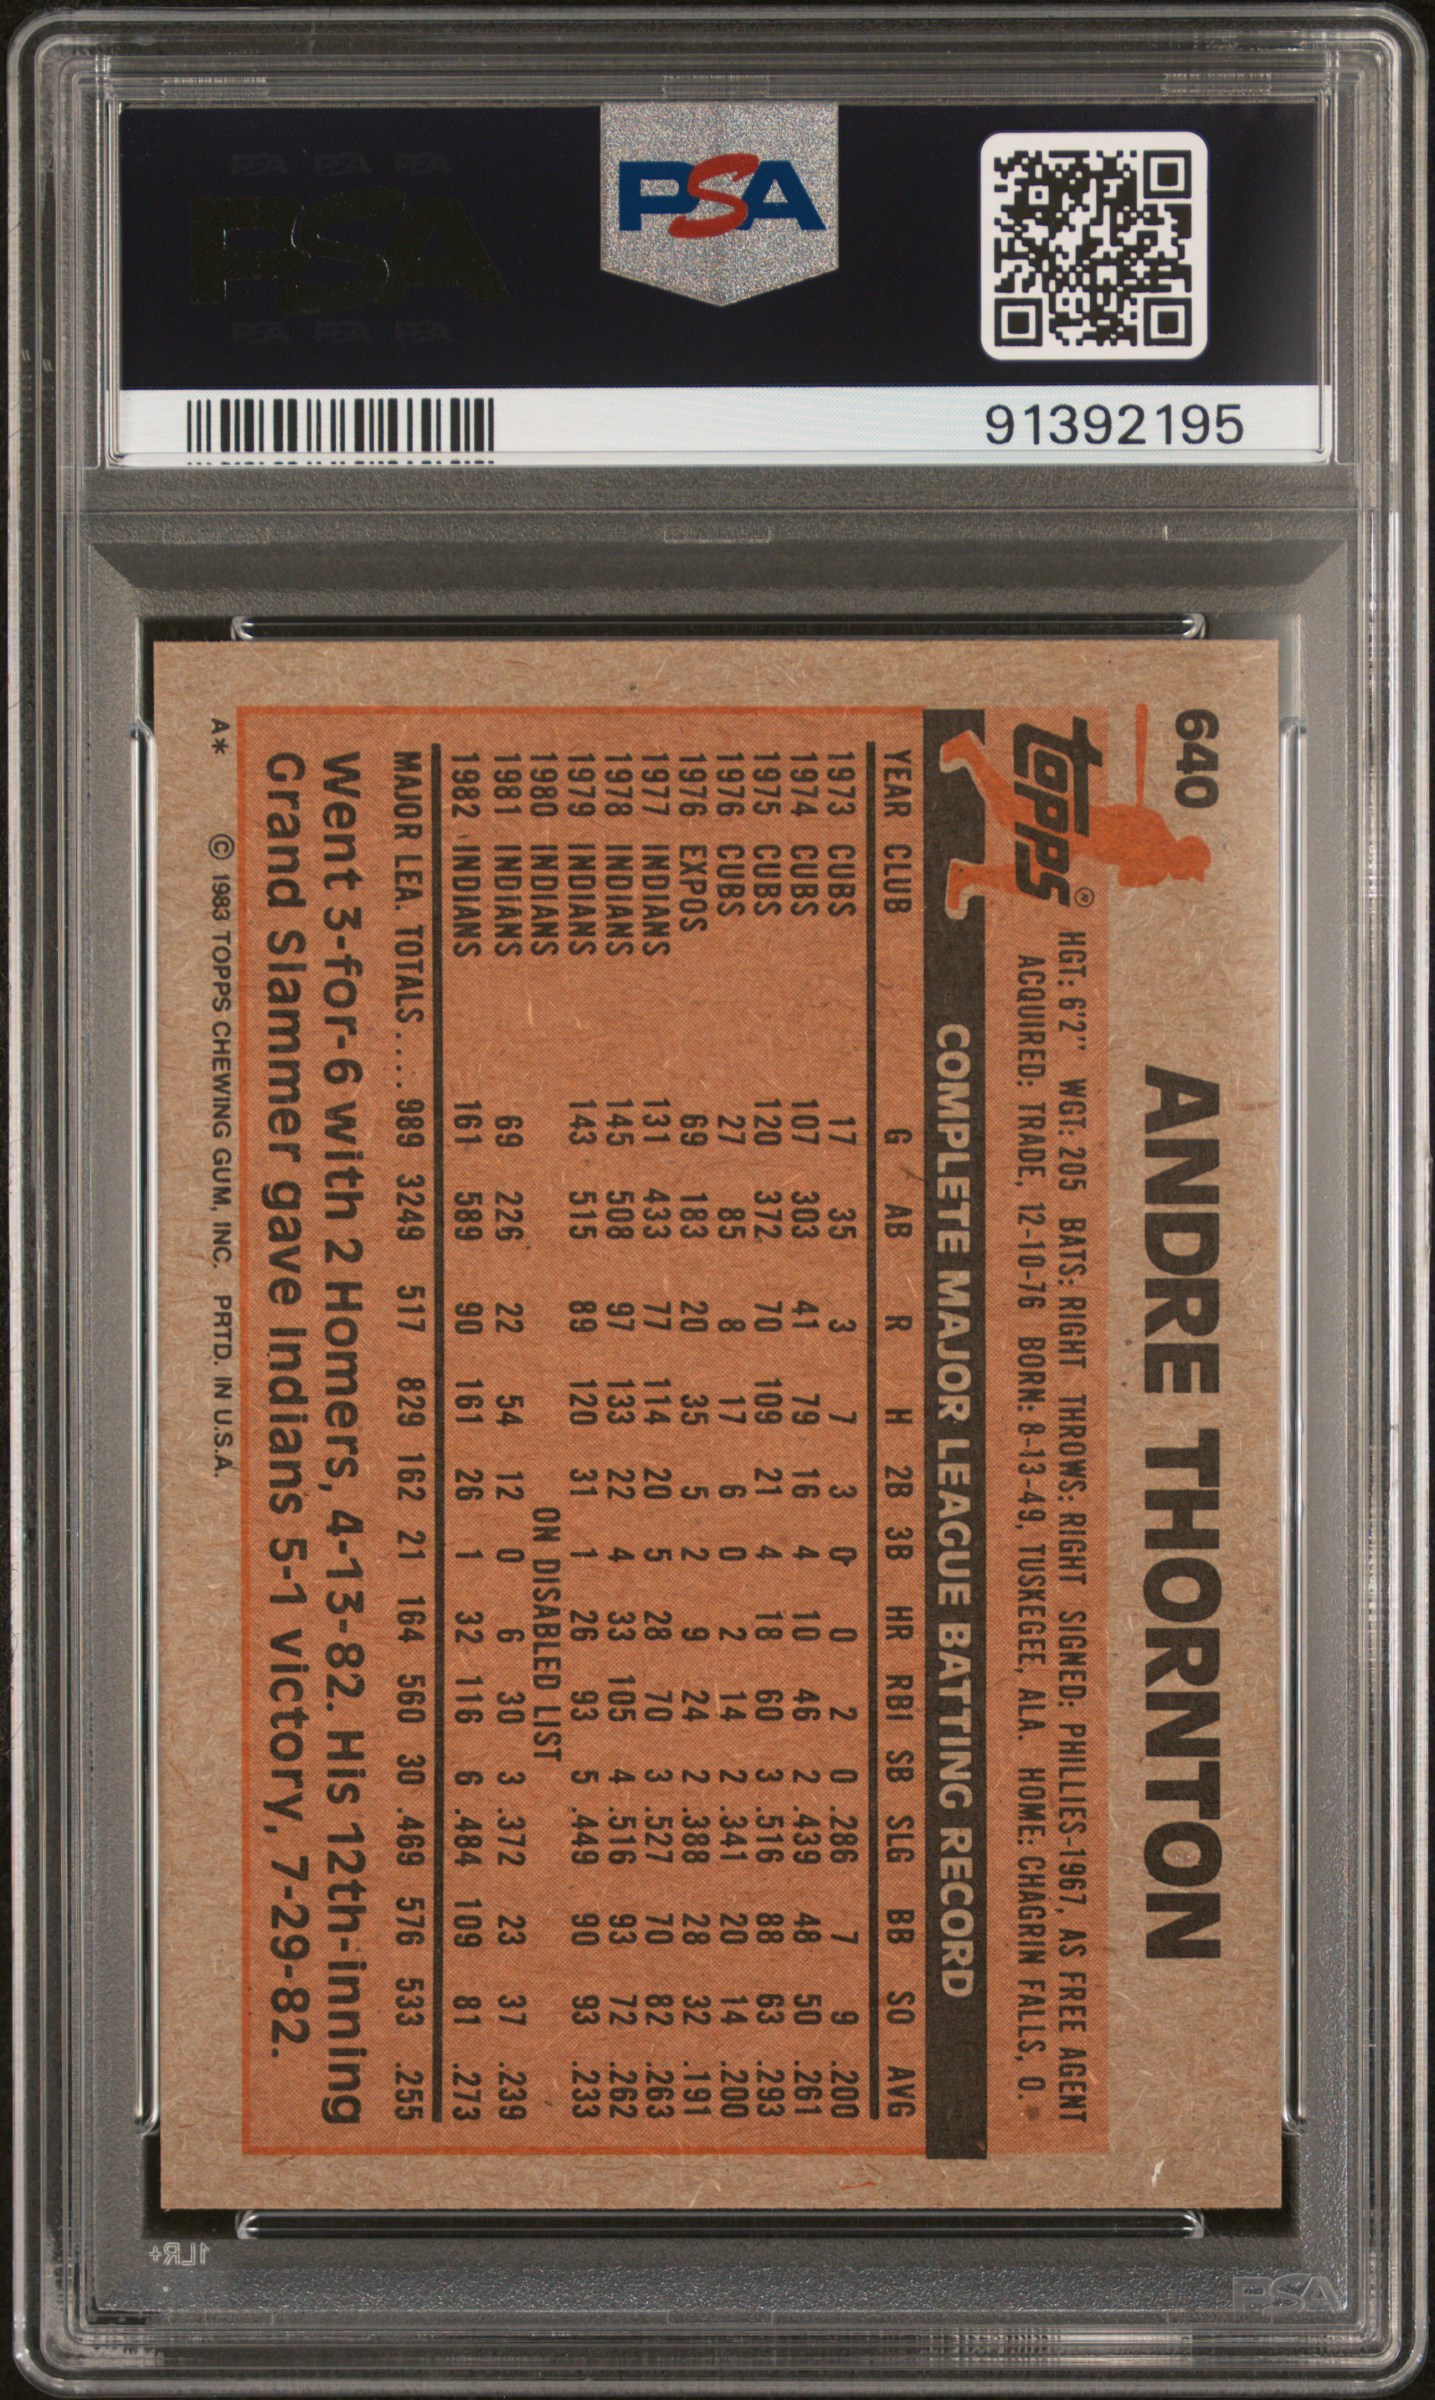 PSA PSA PSA
PSA
PSA PSA PSA
PSA
91392195
640
ANDRE THORNTON
topps®
HGT: 6'2" WGT: 205 BATS: RIGHT THROWS: RIGHT SIGNED: PHILLIES-1967, AS FREE AGENT
ACQUIRED: TRADE, 12-10-76 BORN: 8-13-49, TUSKEGEE, ALA. HOME: CHAGRIN FALLS, O.
COMPLETE MAJOR LEAGUE BATTING RECORD
YEAR CLUB G AB R H 2B 3B HR RBI SB SLG BB SO AVG
1973 CUBS 17 35 3 7 3 0 0 2 0 .286 7 9 .200
1974 CUBS 107 303 41 79 16 4 10 46 2 .439 48 50 .261
1975 CUBS 120 372 70 109 21 4 18 60 3 .516 88 63 .293
1976 CUBS 27 85 8 17 6 0 2 14 2 .341 20 14 .200
1976 EXPOS 69 183 20 35 5 2 9 24 2 .388 28 32 .191
1977 INDIANS 131 433 77 114 20 5 28 70 3 .527 70 82 .263
1978 INDIANS 145 508 97 133 22 4 33 105 4 .516 93 72 .262
1979 INDIANS 143 515 89 120 31 1 26 93 5 .449 90 93 .233
1980 INDIANS ON DISABLED LIST
1981 INDIANS 69 226 22 54 12 0 6 30 3 .372 23 37 .239
1982 INDIANS 161 589 90 161 26 1 32 116 6 .484 109 81 .273
MAJOR LEA. TOTALS.... 989 3249 517 829 162 21 164 560 30 .469 576 533 .255
Went 3-for-6 with 2 Homers, 4-13-82. His 12th-inning
Grand Slammer gave Indians 5-1 victory, 7-29-82.
A* © 1983 TOPPS CHEWING GUM, INC. PRTD. IN U.S.A.
1LR+
PSA